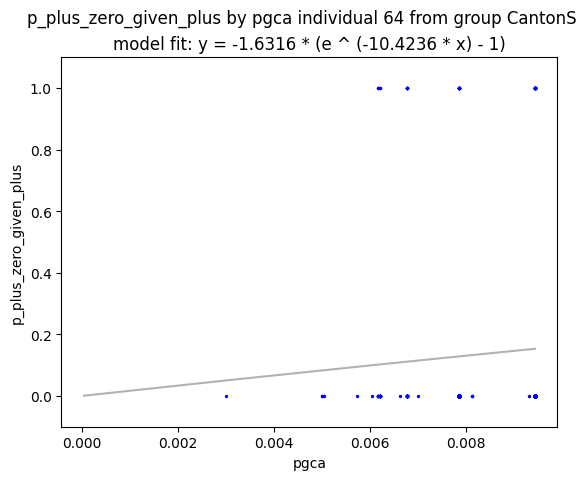 p_plus_zero_given_plus by pgca individual 64 from group CantonS
model fit: y = -1.6316 * (e ^ (-10.4236 * x) - 1)
p_plus_zero_given_plus
1.0
0.8
0.6
0.4
0.2
0.0
0.000 0.002 0.004 0.006 0.008
pgca